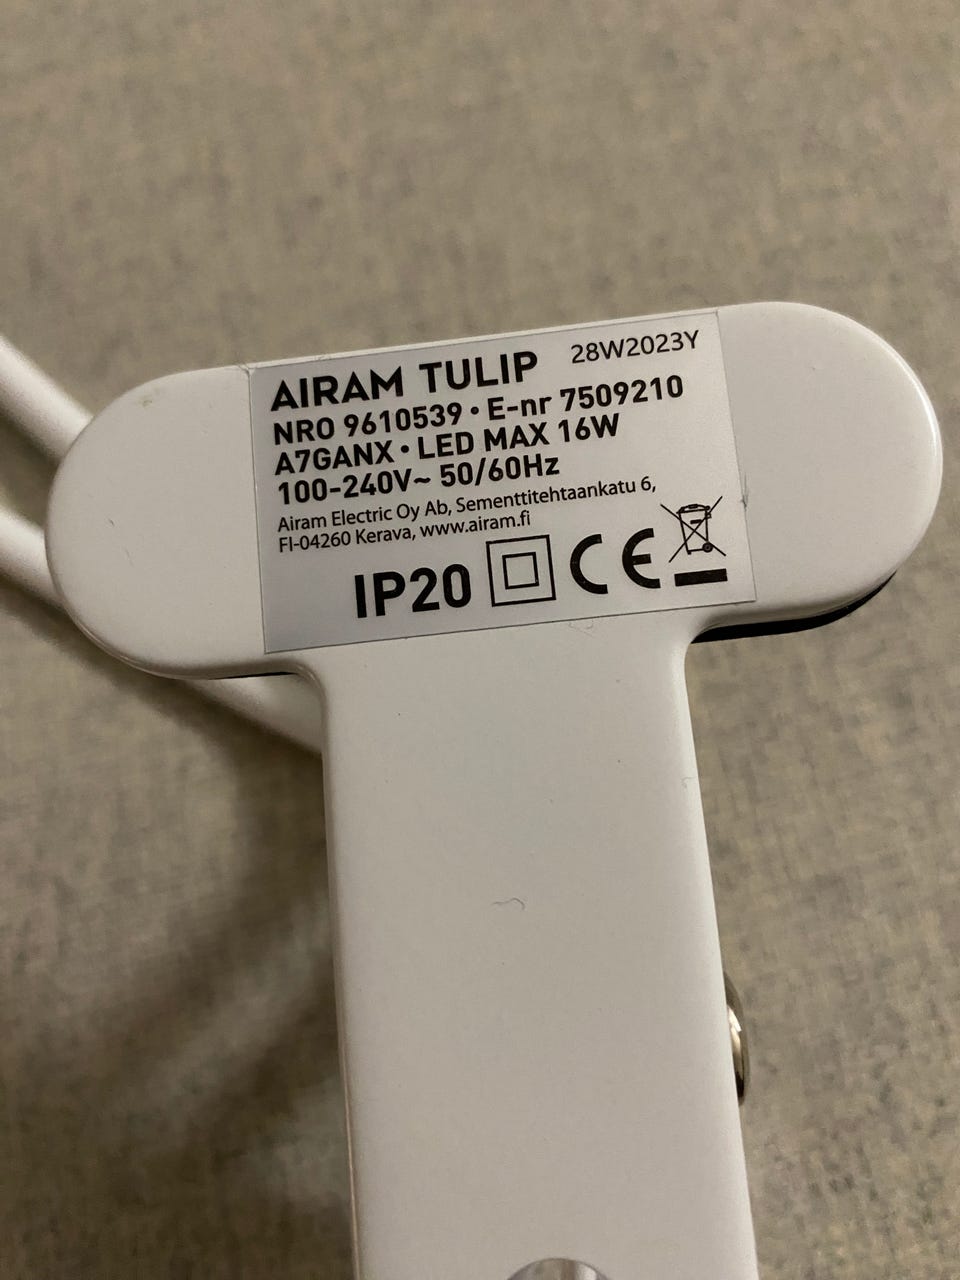 AIRAM TULIP 28W2023Y
NRO 9610539 • E-nr 7509210
A7GANX • LED MAX 16W
100-240V~ 50/60Hz
Airam Electric Oy Ab, Sementtitehtaankatu 6,
FI-04260 Kerava, www.airam.fi
IP20 CE